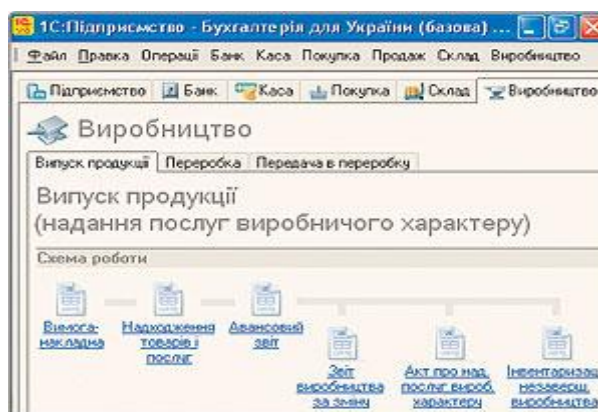 1С:Підприємство - Бухгалтерія для України (базова) ...
Файл Правка Операції Банк Каса Покупка Продаж Склад Виробництво
Підприємство Банк Каса Покупка Склад Виробництво
Виробництво
Випуск продукції Переробка Передача в переробку
Випуск продукції
(надання послуг виробничого характеру)
Схема роботи
Вимога-
накладна
Надходження
товарів і
послуг
Авансовий
звіт
Звіт
виробництва
за зміну
Акт про над.
послуг вироб.
характеру
Інвентаризац
незаверш.
виробництва